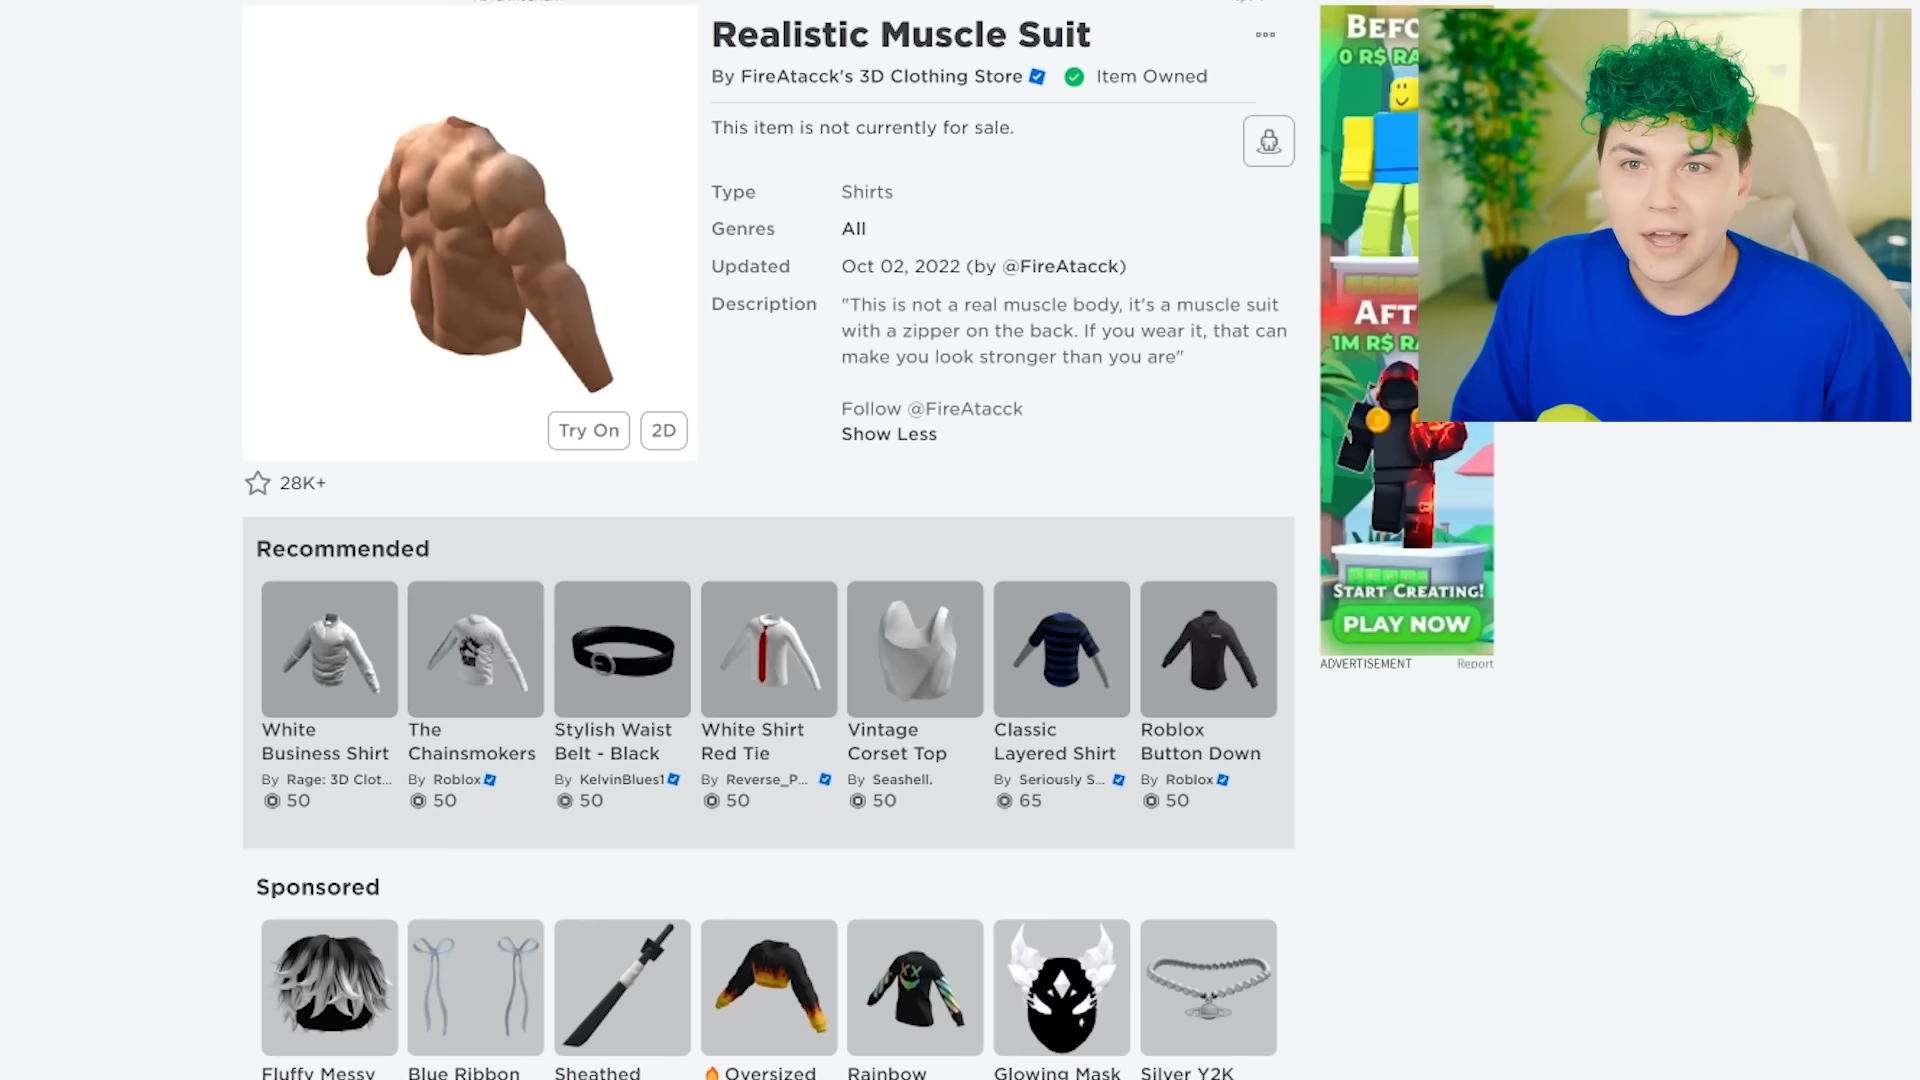 Realistic Muscle Suit
By FireAtacck's 3D Clothing Store Item Owned
This item is not currently for sale.
Type Shirts
Genres All
Updated Oct 02, 2022 (by @FireAtacck)
Description "This is not a real muscle body, it's a muscle suit
with a zipper on the back. If you wear it, that can
make you look stronger than you are"
Follow @FireAtacck
Show Less
Try On 2D
28K+
Recommended
White
Business Shirt
By Rage: 3D Clot...
50
The
Chainsmokers
By Roblox
50
Stylish Waist
Belt - Black
By KelvinBlues1
50
White Shirt
Red Tie
By Reverse_P...
50
Vintage
Corset Top
By Seashell.
50
Classic
Layered Shirt
By Seriously S...
65
Roblox
Button Down
By Roblox
50
Sponsored
Fluffy Messy
Blue Ribbon
Sheathed
Oversized
Rainbow
Glowing Mask
Silver Y2K
0 R$
1M R$
START CREATING!
PLAY NOW
ADVERTISEMENT Report